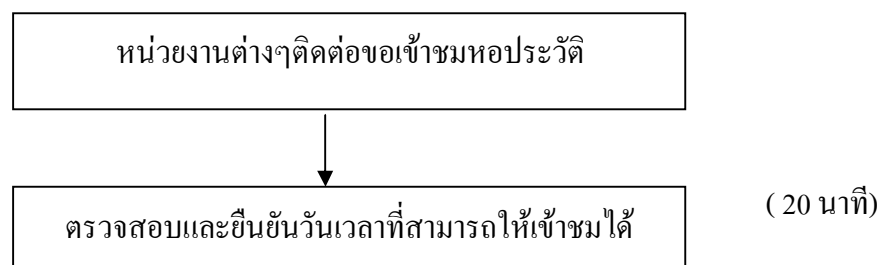 หน่วยงานต่างๆติดต่อขอเข้าชมหอประวัติ
ตรวจสอบและยืนยันวันเวลาที่สามารถให้เข้าชมได้
( 20 นาที)